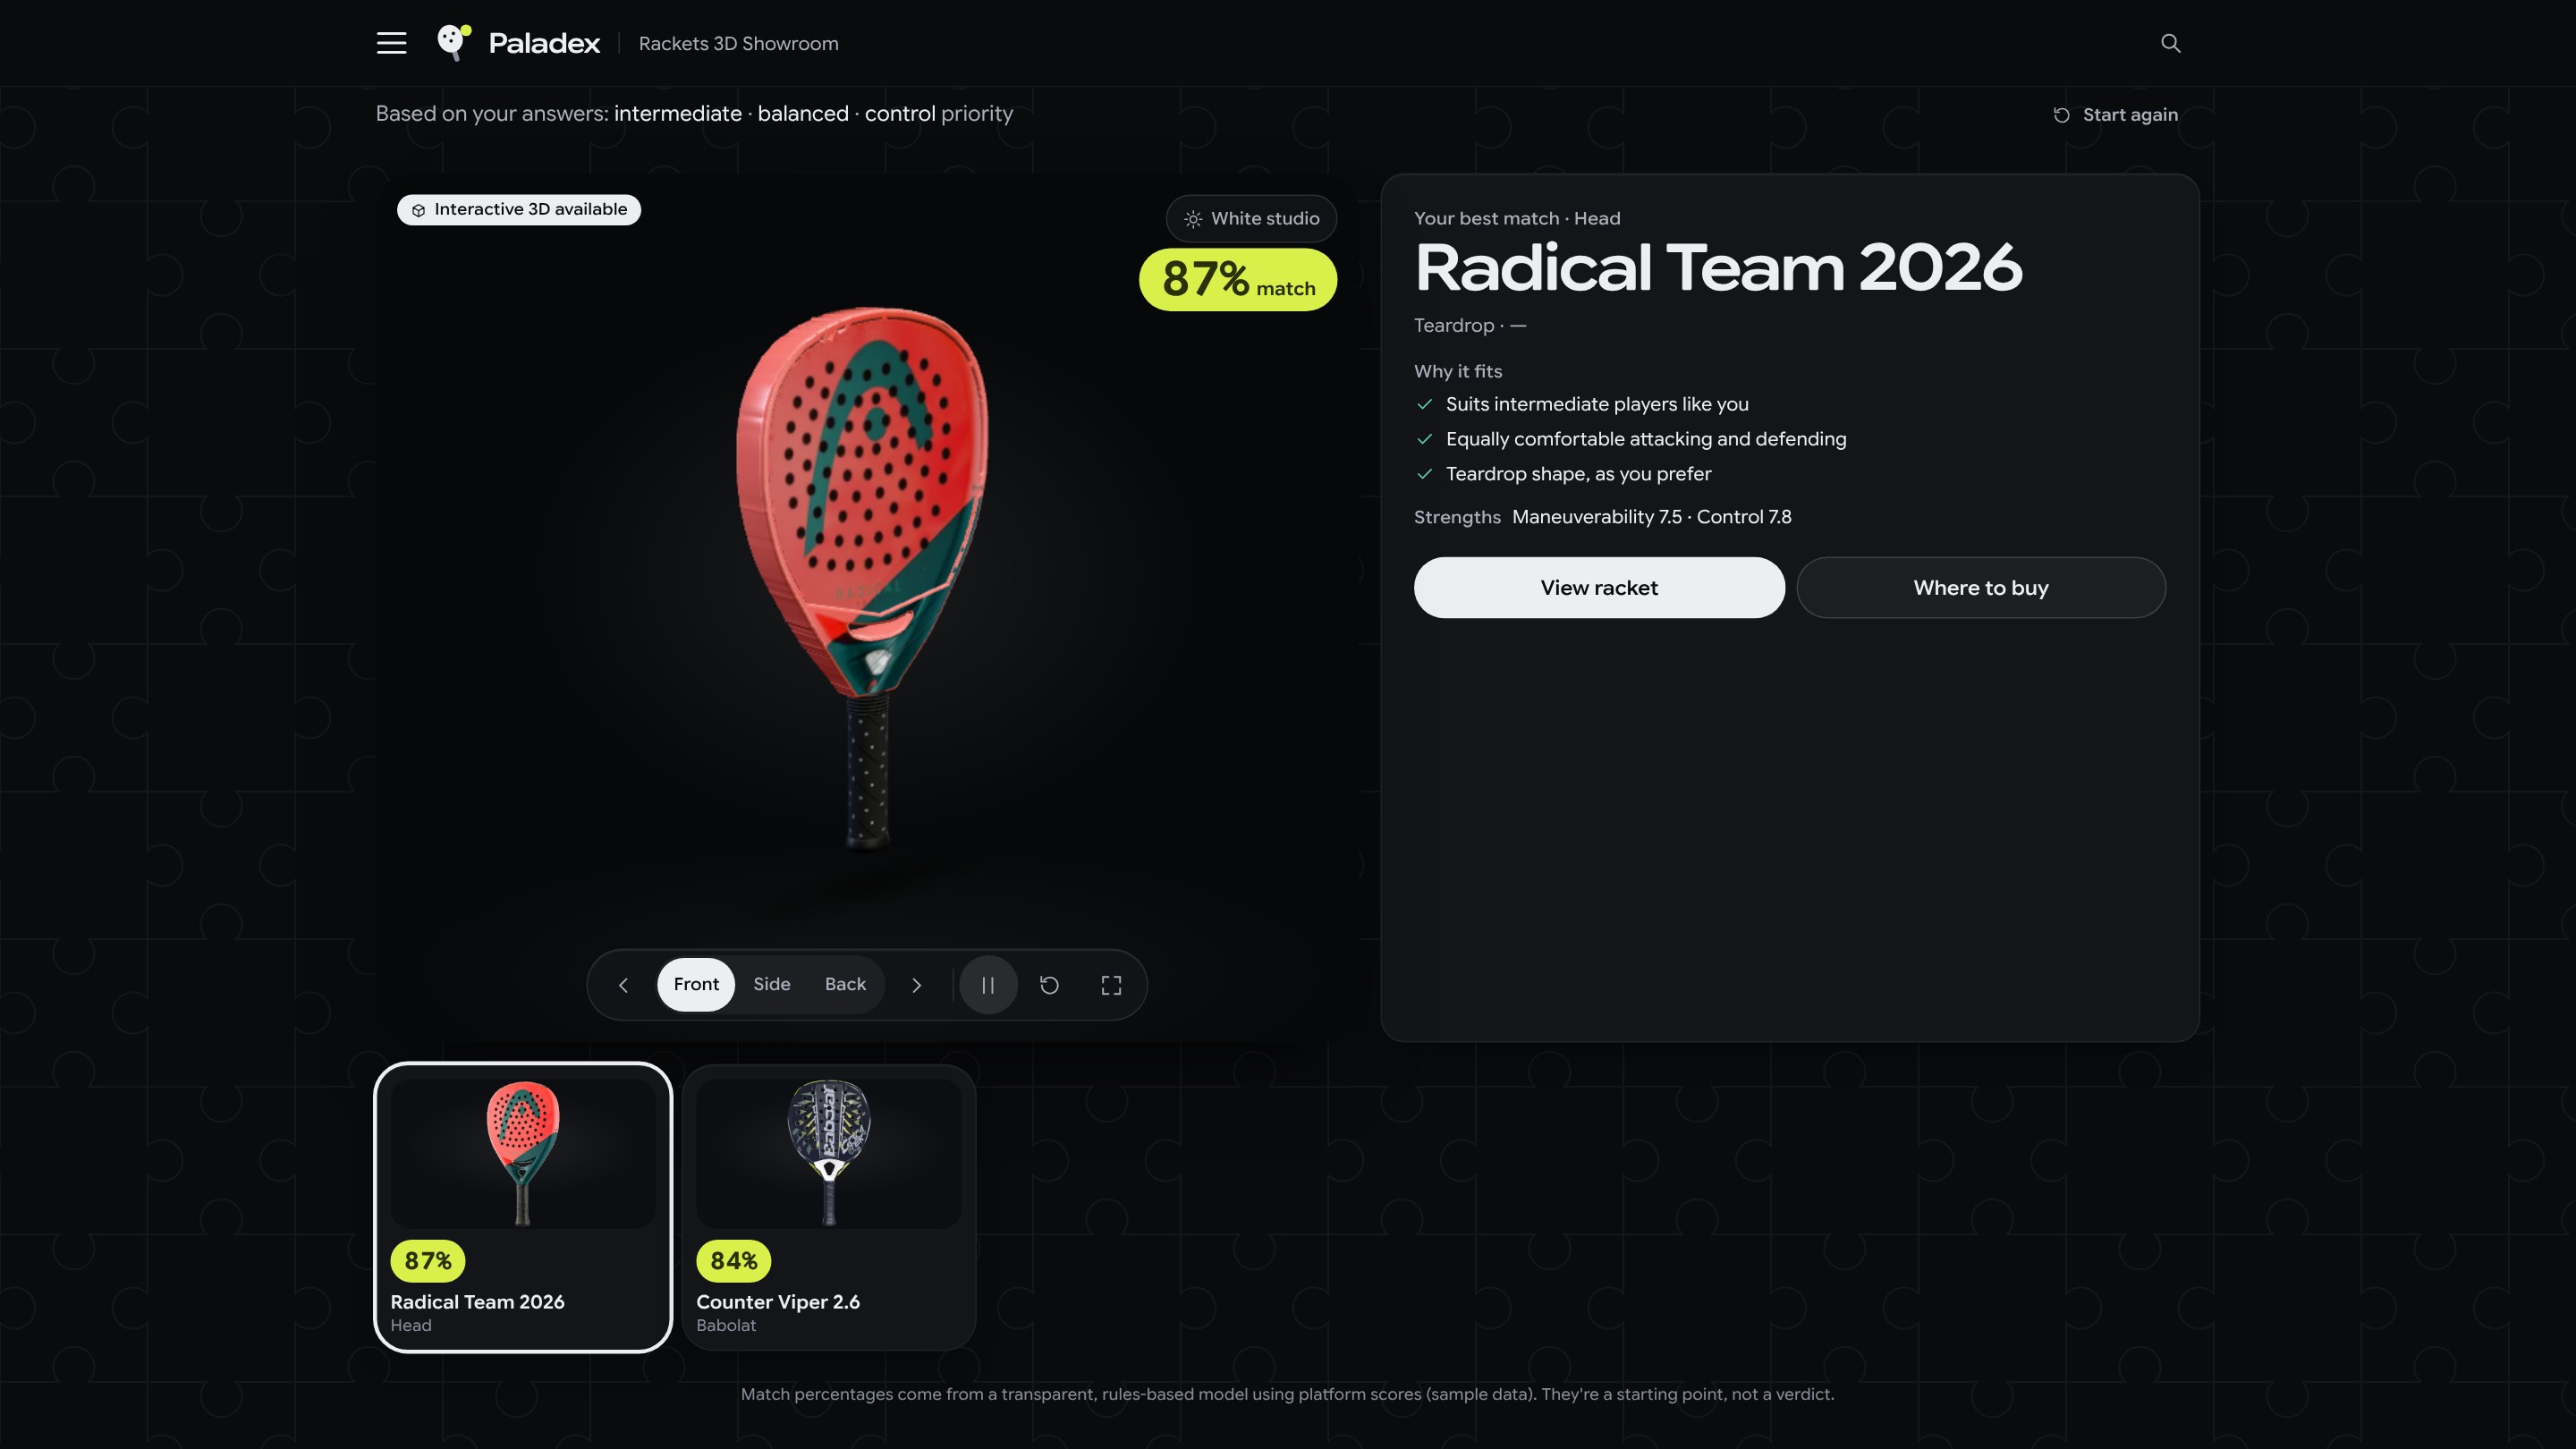 Paladex
Rackets 3D Showroom
Based on your answers: intermediate · balanced · control priority
Start again
Interactive 3D available
White studio
87% match
RADICAL
Your best match · Head
Radical Team 2026
Teardrop · —
Why it fits
Suits intermediate players like you
Equally comfortable attacking and defending
Teardrop shape, as you prefer
Strengths Maneuverability 7.5 · Control 7.8
View racket
Where to buy
Front
Side
Back
87%
Radical Team 2026
Head
babolat
84%
Counter Viper 2.6
Babolat
Match percentages come from a transparent, rules-based model using platform scores (sample data). They're a starting point, not a verdict.